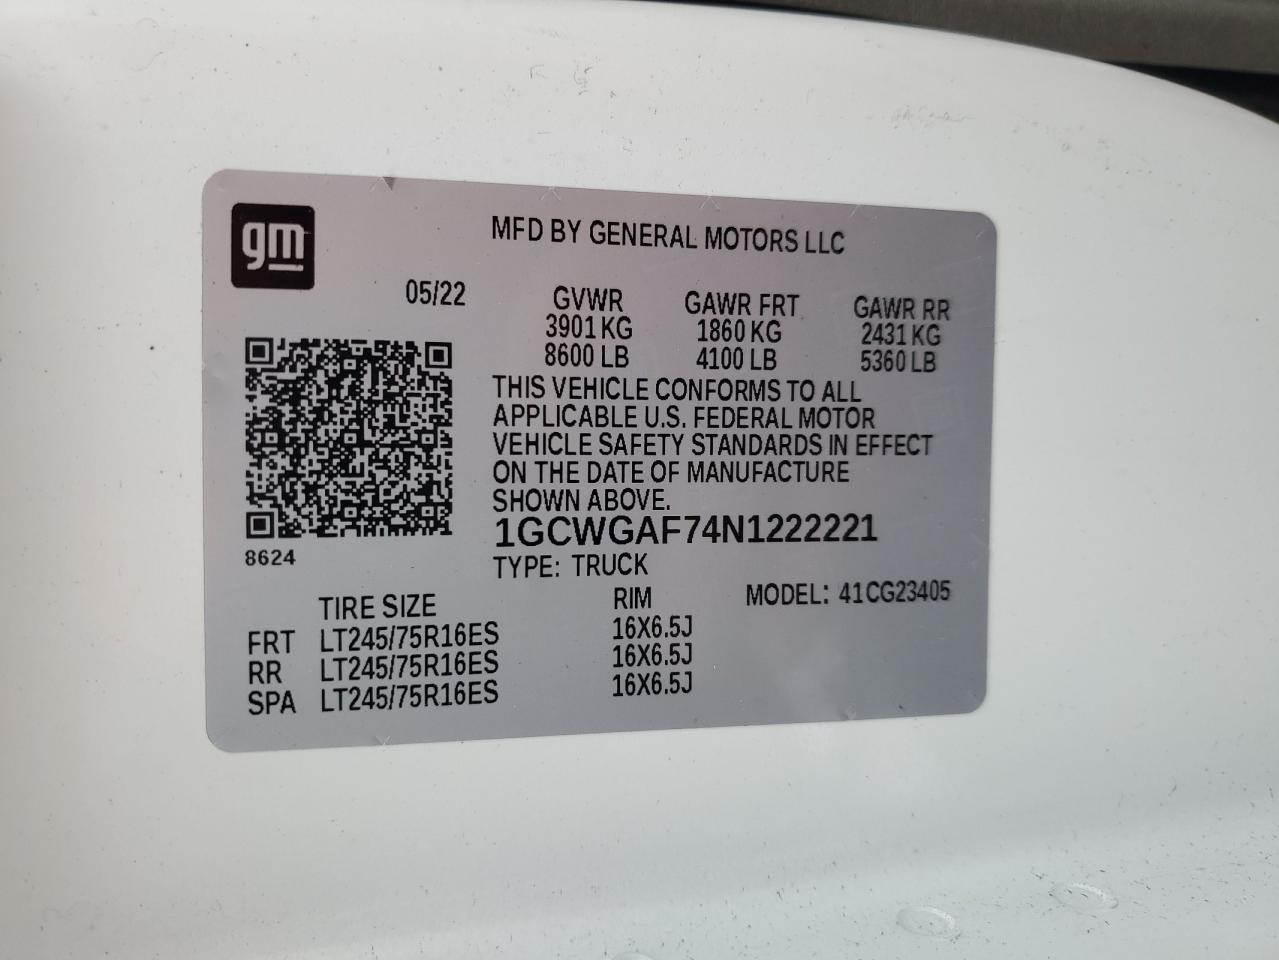 gm
MFD BY GENERAL MOTORS LLC
05/22
GVWR GAWR FRT GAWR RR
3901 KG 1860 KG 2431 KG
8600 LB 4100 LB 5360 LB
THIS VEHICLE CONFORMS TO ALL
APPLICABLE U.S. FEDERAL MOTOR
VEHICLE SAFETY STANDARDS IN EFFECT
ON THE DATE OF MANUFACTURE
SHOWN ABOVE.
1GCWGAF74N1222221
8624
TYPE: TRUCK
TIRE SIZE RIM MODEL: 41CG23405
FRT LT245/75R16ES 16X6.5J
RR LT245/75R16ES 16X6.5J
SPA LT245/75R16ES 16X6.5J